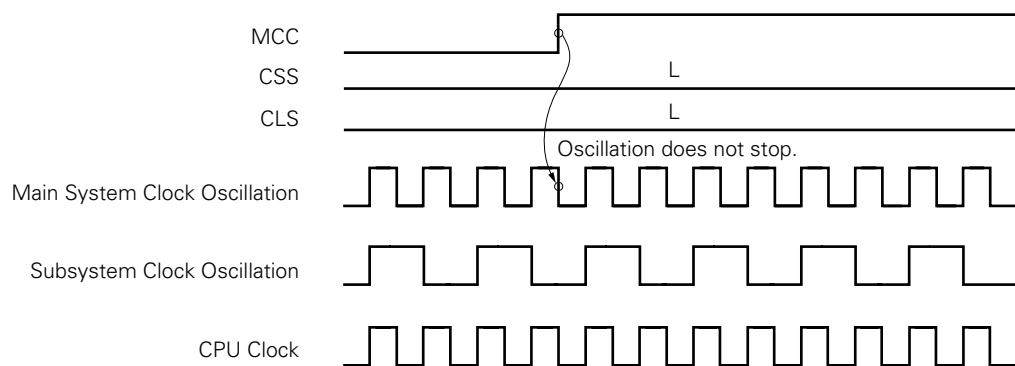 MCC
CSS L
CLS L
Oscillation does not stop.
Main System Clock Oscillation
Subsystem Clock Oscillation
CPU Clock